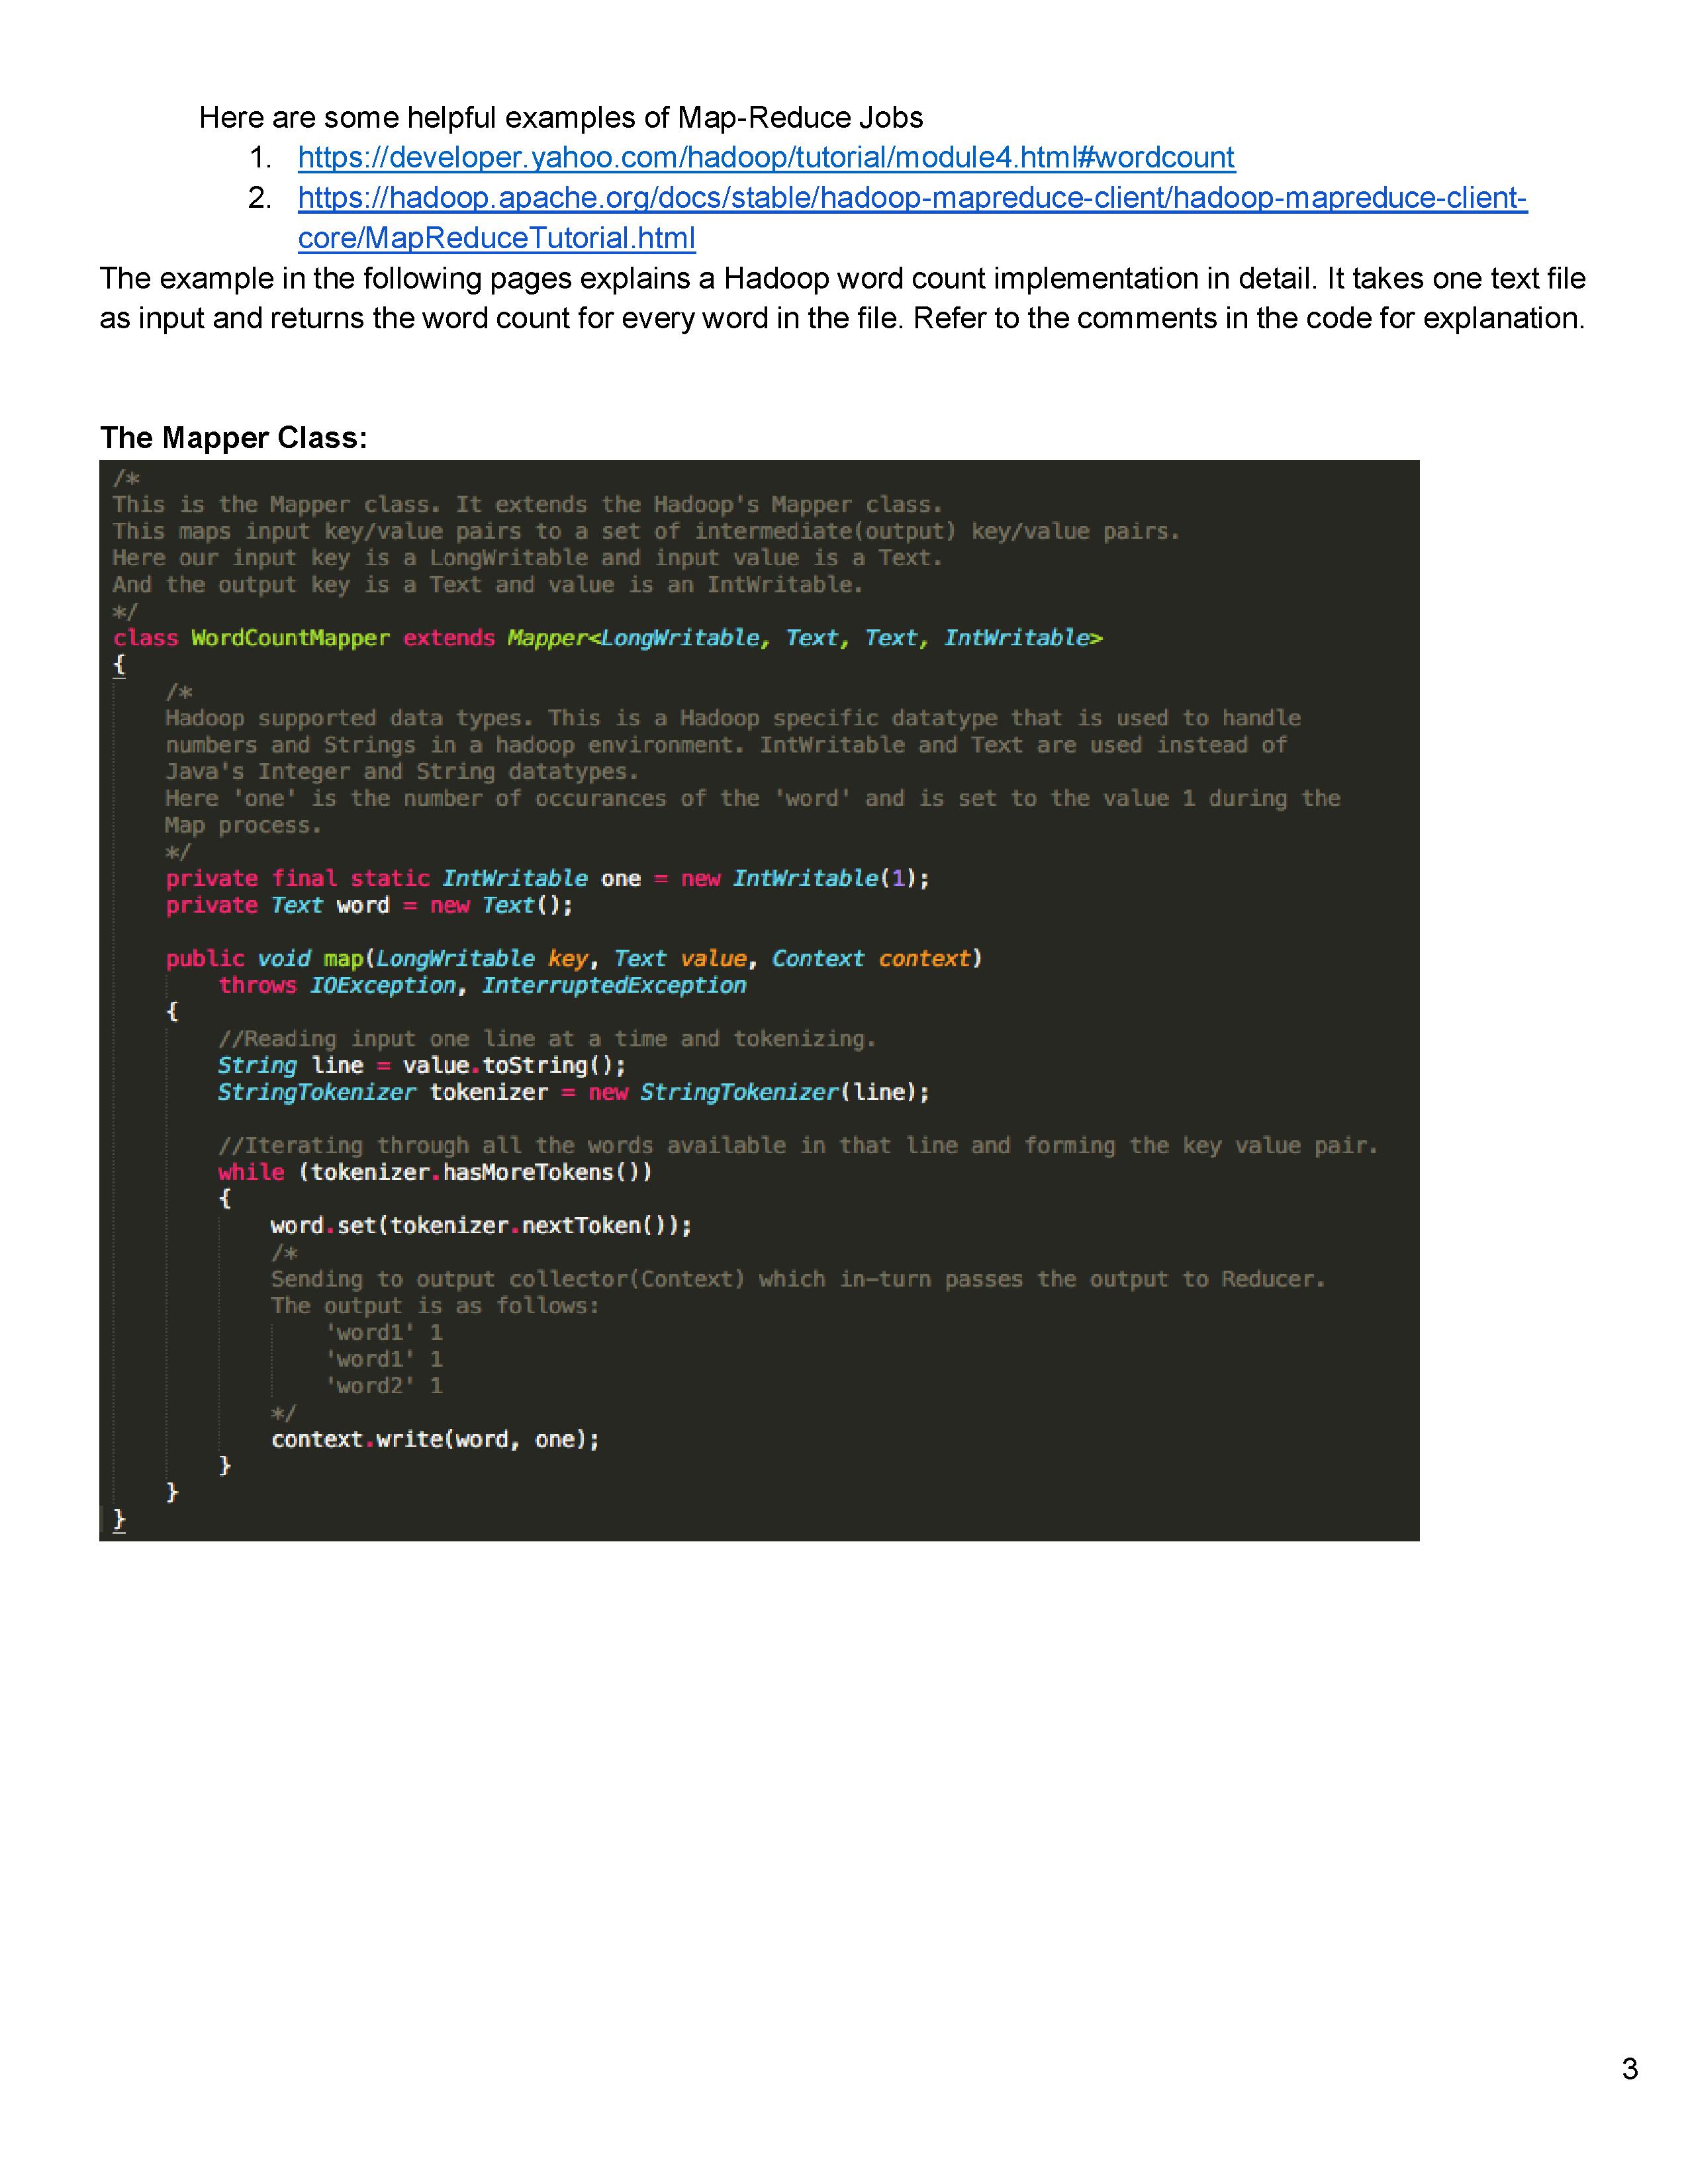 Here are some helpful examples of Map-Reduce Jobs
1. https://developer.yahoo.com/hadoop/tutorial/module4.html#wordcount
2. https://hadoop.apache.org/docs/stable/hadoop-mapreduce-client/hadoop-mapreduce-client-
core/MapReduceTutorial.html
The example in the following pages explains a Hadoop word count implementation in detail. It takes one text file
as input and returns the word count for every word in the file. Refer to the comments in the code for explanation.
The Mapper Class:
/*
This is the Mapper class. It extends the Hadoop's Mapper class.
This maps input key/value pairs to a set of intermediate(output) key/value pairs.
Here our input key is a LongWritable and input value is a Text.
And the output key is a Text and value is an IntWritable.
*/
class WordCountMapper extends Mapper<LongWritable, Text, Text, IntWritable>
{
/*
Hadoop supported data types. This is a Hadoop specific datatype that is used to handle
numbers and Strings in a hadoop environment. IntWritable and Text are used instead of
Java's Integer and String datatypes.
Here 'one' is the number of occurances of the 'word' and is set to the value 1 during the
Map process.
*/
private final static IntWritable one = new IntWritable(1);
private Text word = new Text();
public void map(LongWritable key, Text value, Context context)
throws IOException, InterruptedException
{
//Reading input one line at a time and tokenizing.
String line = value.toString();
StringTokenizer tokenizer = new StringTokenizer(line);
//Iterating through all the words available in that line and forming the key value pair.
while (tokenizer.hasMoreTokens())
{
word.set(tokenizer.nextToken());
/*
Sending to output collector(Context) which in-turn passes the output to Reducer.
The output is as follows:
'word1' 1
'word1' 1
'word2' 1
*/
context.write(word, one);
}
}
}
3